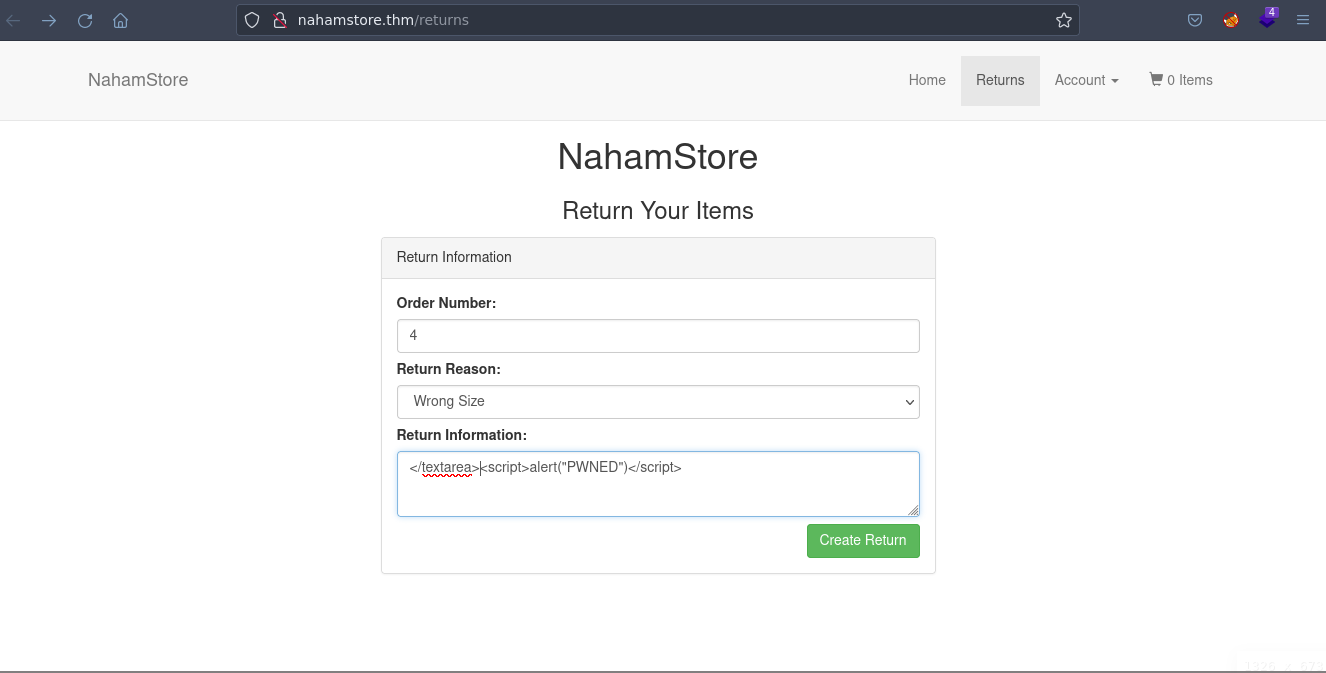 nahamstore.thm/returns
4
NahamStore
Home
Returns
Account
0 Items
NahamStore
Return Your Items
Return Information
Order Number:
4
Return Reason:
Wrong Size
Return Information:
</textarea><script>alert("PWNED")</script>
Create Return